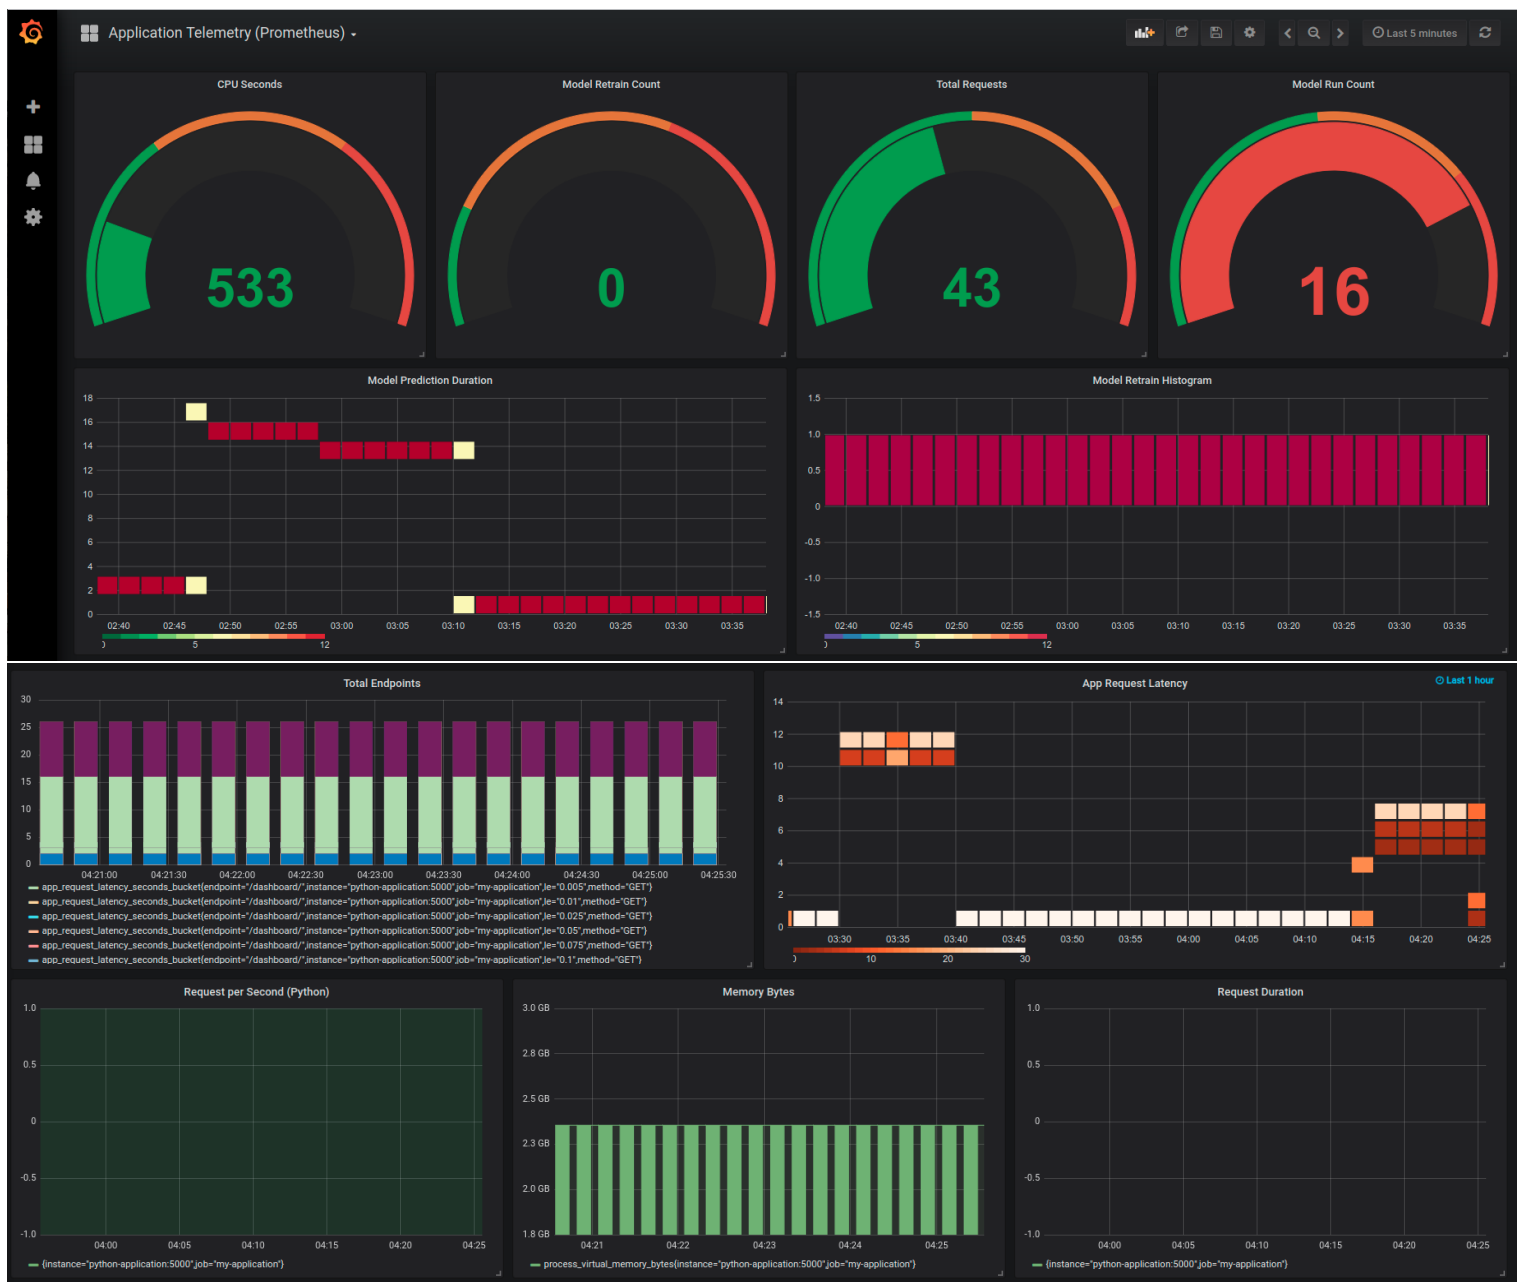 Application Telemetry (Prometheus)
Last 5 minutes
CPU Seconds
Model Retrain Count
Total Requests
Model Run Count
533
0
43
16
Model Prediction Duration
18
16
14
12
10
8
6
4
2
0
02:40 02:45 02:50 02:55 03:00 03:05 03:10 03:15 03:20 03:25 03:30 03:35
5 12
Model Retrain Histogram
1.5
1.0
0.5
0
-0.5
-1.0
-1.5
02:40 02:45 02:50 02:55 03:00 03:05 03:10 03:15 03:20 03:25 03:30 03:35
5 12
Total Endpoints
30
25
20
15
10
5
0
04:21:00 04:21:30 04:22:00 04:22:30 04:23:00 04:23:30 04:24:00 04:24:30 04:25:00 04:25:30
app_request_latency_seconds_bucket{endpoint="/dashboard/",instance="python-application:5000",job="my-application",le="0.005",method="GET"}
app_request_latency_seconds_bucket{endpoint="/dashboard/",instance="python-application:5000",job="my-application",le="0.01",method="GET"}
app_request_latency_seconds_bucket{endpoint="/dashboard/",instance="python-application:5000",job="my-application",le="0.025",method="GET"}
app_request_latency_seconds_bucket{endpoint="/dashboard/",instance="python-application:5000",job="my-application",le="0.05",method="GET"}
app_request_latency_seconds_bucket{endpoint="/dashboard/",instance="python-application:5000",job="my-application",le="0.075",method="GET"}
app_request_latency_seconds_bucket{endpoint="/dashboard/",instance="python-application:5000",job="my-application",le="0.1",method="GET"}
App Request Latency
Last 1 hour
14
12
10
8
6
4
2
0
03:30 03:35 03:40 03:45 03:50 03:55 04:00 04:05 04:10 04:15 04:20 04:25
10 20 30
Request per Second (Python)
1.0
0.5
0
-0.5
-1.0
04:00 04:05 04:10 04:15 04:20 04:25
{instance="python-application:5000",job="my-application"}
Memory Bytes
3.0 GB
2.8 GB
2.5 GB
2.3 GB
2.0 GB
1.8 GB
04:21 04:22 04:23 04:24 04:25
process_virtual_memory_bytes{instance="python-application:5000",job="my-application"}
Request Duration
1.0
0.5
0
-0.5
-1.0
04:00 04:05 04:10 04:15 04:20 04:25
{instance="python-application:5000",job="my-application"}